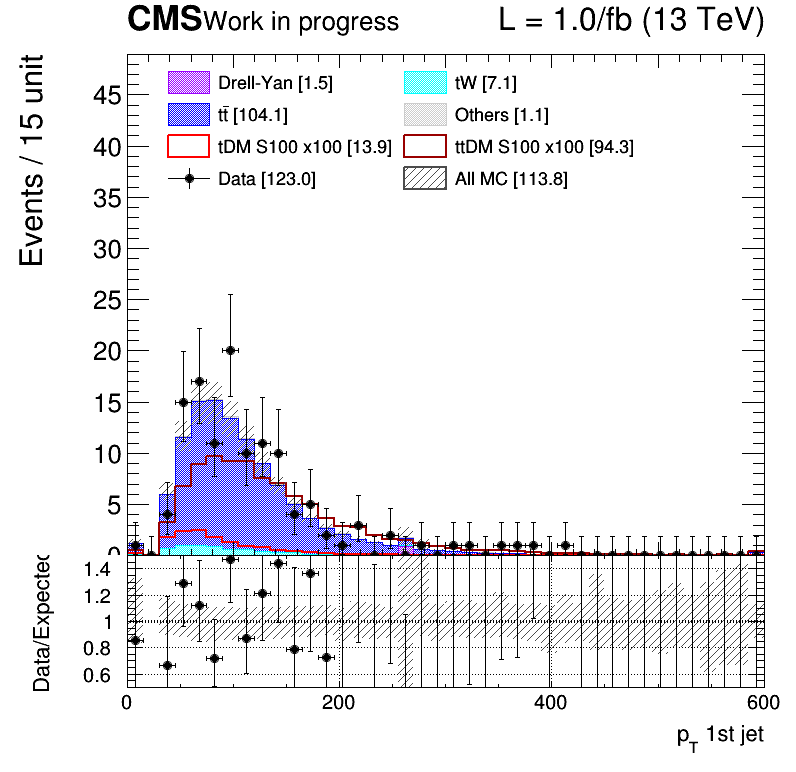 CMS Work in progress L = 1.0/fb (13 TeV)
Events / 15 unit
Drell-Yan [1.5] tW [7.1]
tt̄ [104.1] Others [1.1]
tDM S100 x100 [13.9] ttDM S100 x100 [94.3]
Data [123.0] All MC [113.8]
45
40
35
30
25
20
15
10
5
0
Data/Expected
1.4
1.2
1
0.8
0.6
0 200 400 600
p_T 1st jet